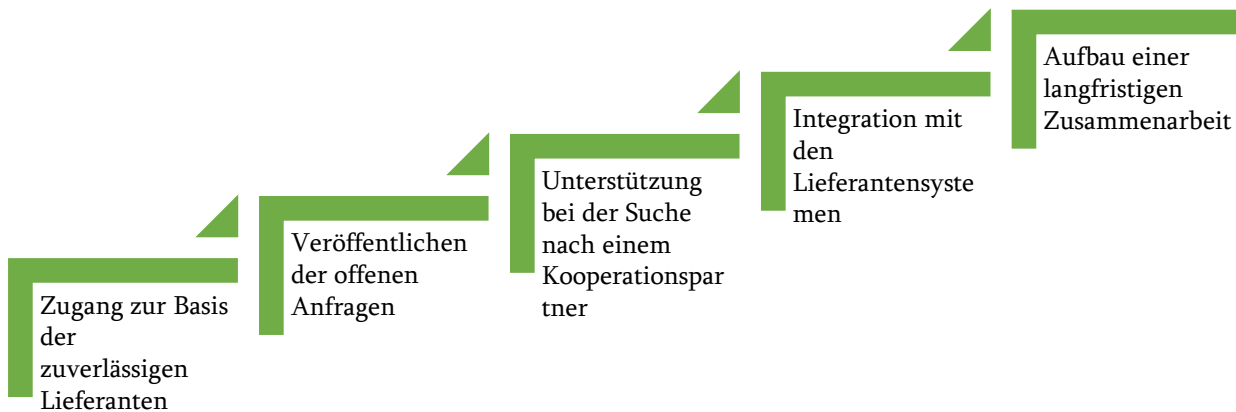 Zugang zur Basis
der
zuverlässigen
Lieferanten
Veröffentlichen
der offenen
Anfragen
Unterstützung
bei der Suche
nach einem
Kooperationspar
tner
Integration mit
den
Lieferantensyste
men
Aufbau einer
langfristigen
Zusammenarbeit